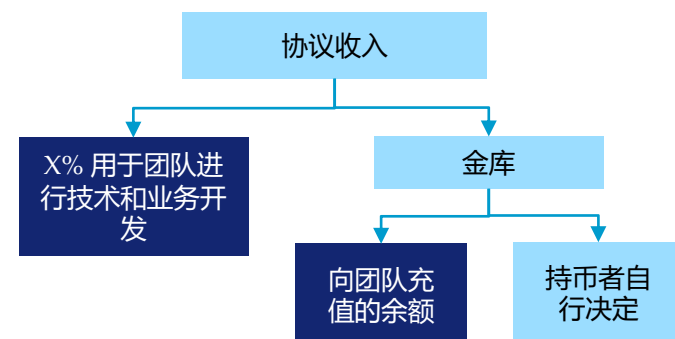 协议收入
X% 用于团队进
行技术和业务开
发
金库
向团队充
值的余额
持币者自
行决定